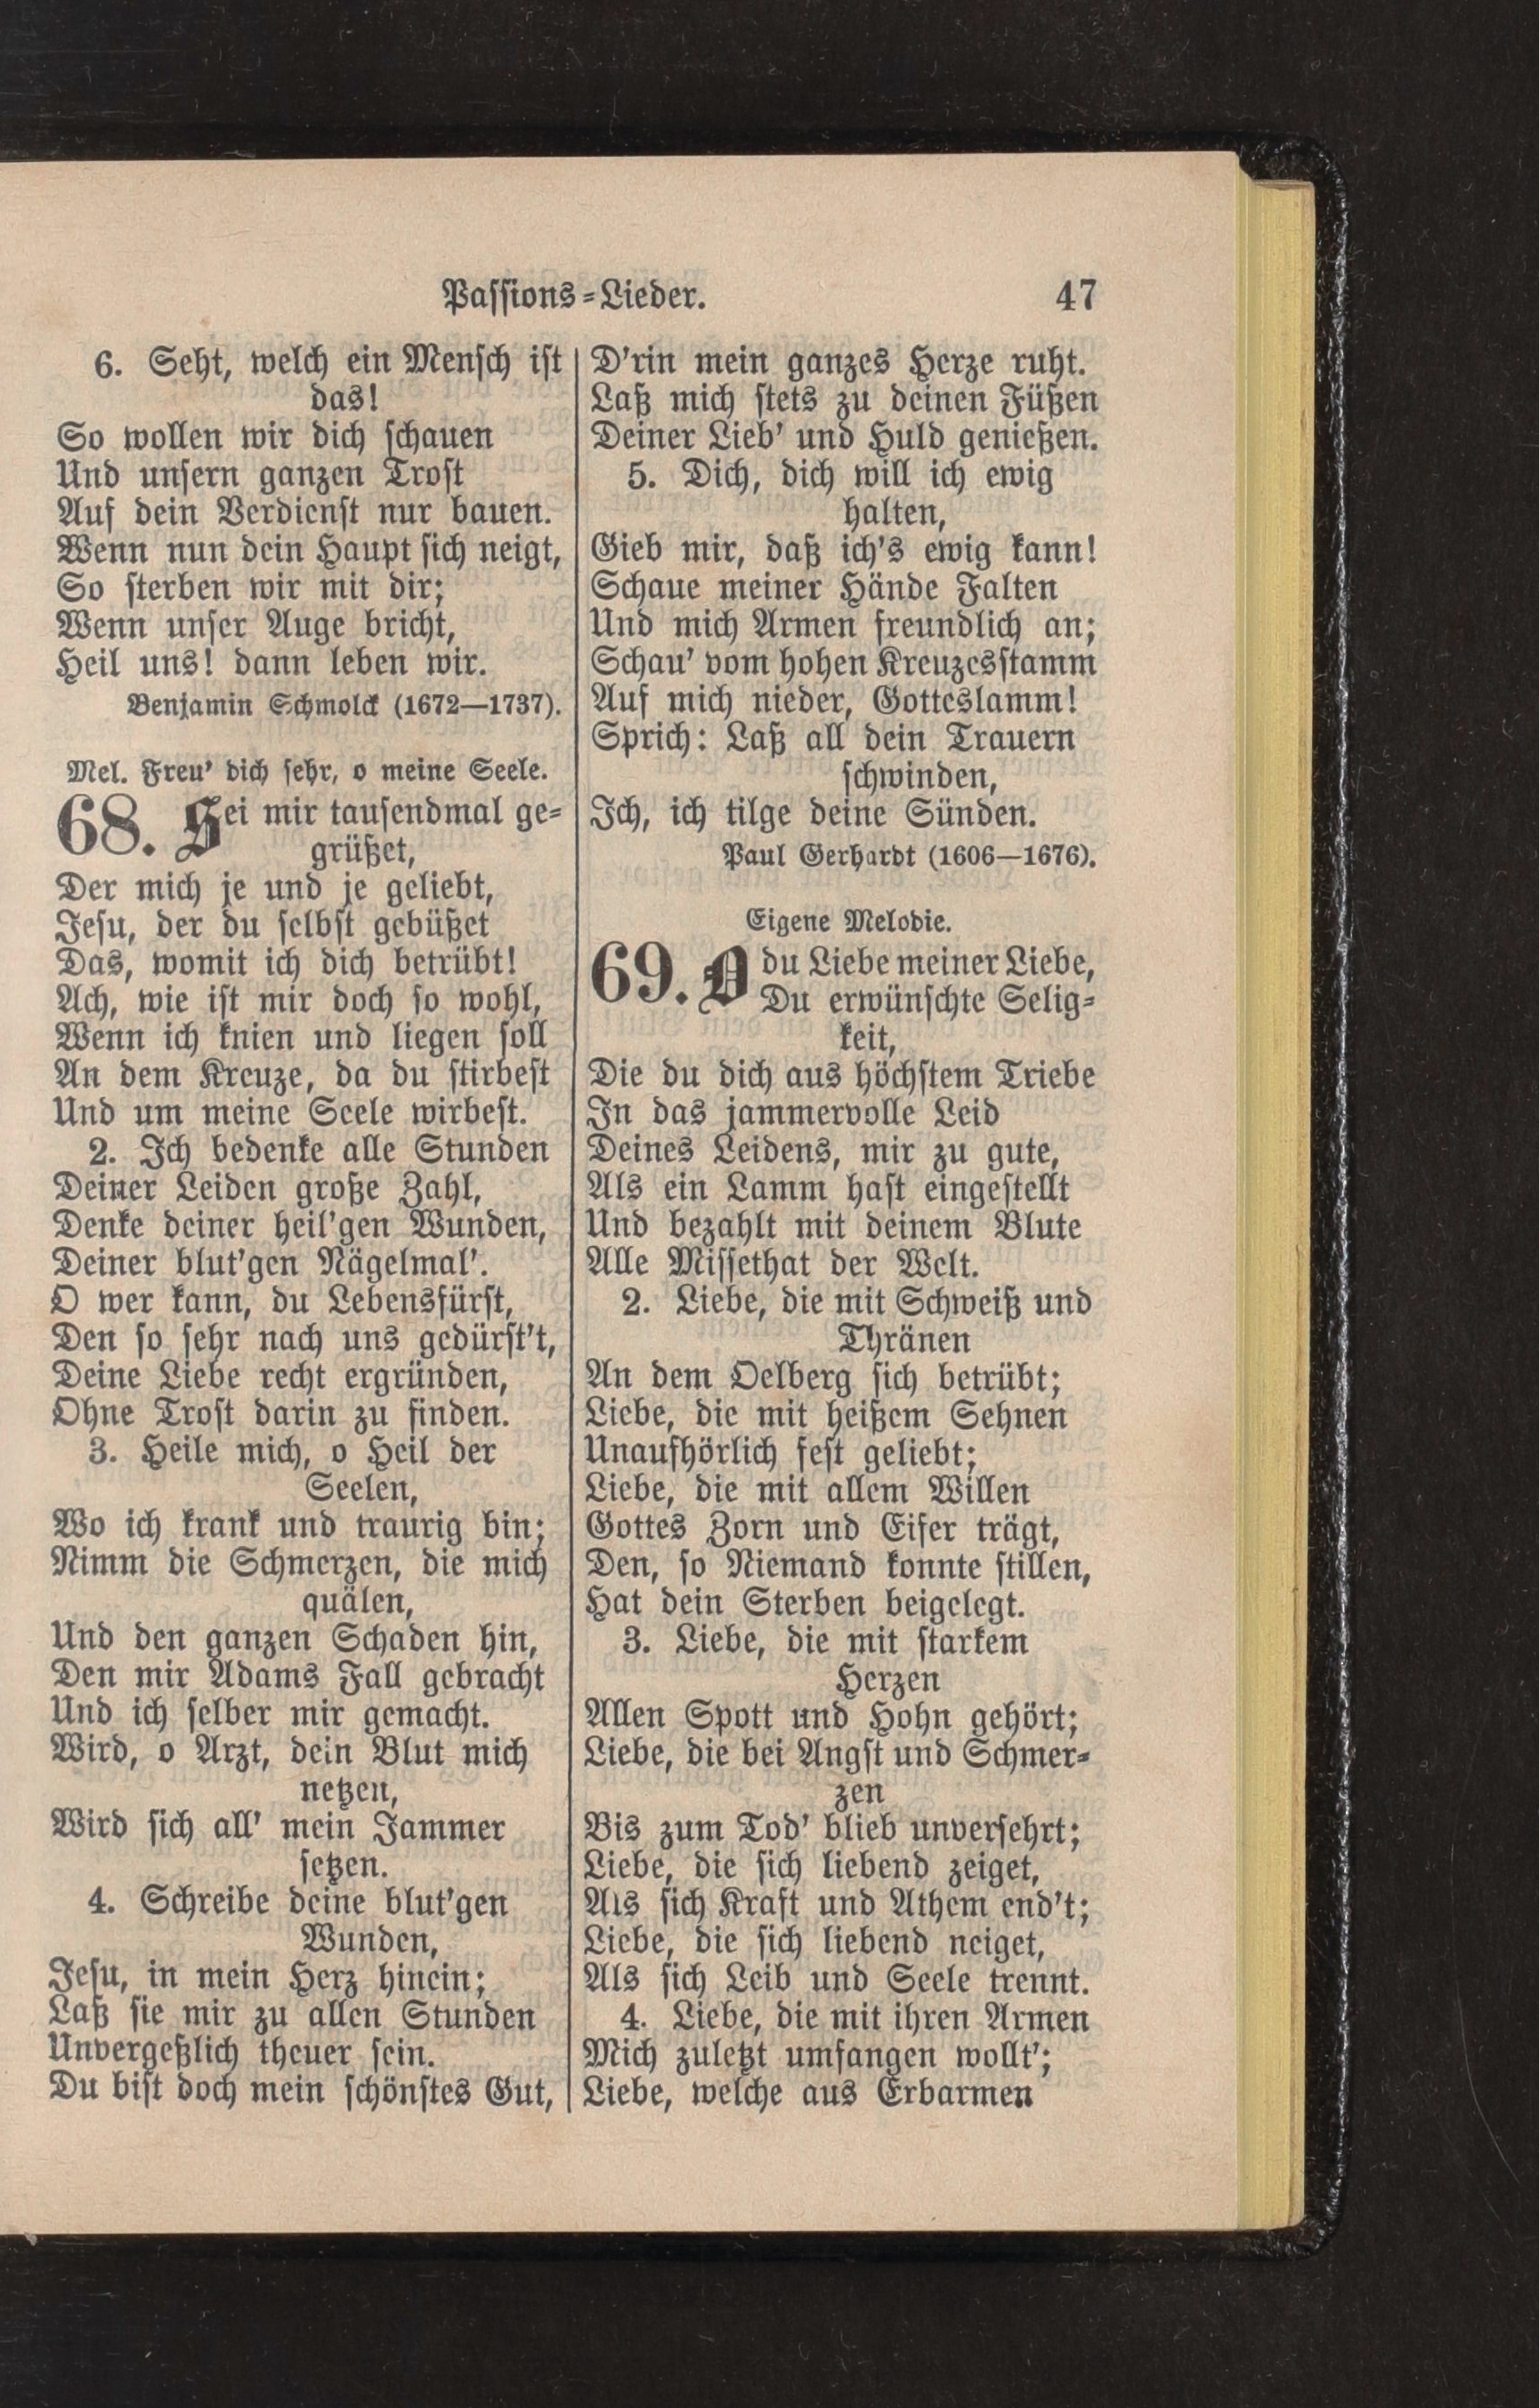 Passions-Lieder. 47
6. Seht, welch ein Mensch ist
das!
So wollen wir dich schauen
Und unsern ganzen Trost
Auf dein Verdienst nur bauen.
Wenn nun dein Haupt sich neigt,
So sterben wir mit dir;
Wenn unser Auge bricht,
Heil uns! dann leben wir.
Benjamin Schmolck (1672—1737).
Mel. Freu' dich sehr, o meine Seele.
68. Sei mir tausendmal ge-
grüßet,
Der mich je und je geliebt,
Jesu, der du selbst gebüßet
Das, womit ich dich betrübt!
Ach, wie ist mir doch so wohl,
Wenn ich knien und liegen soll
An dem Kreuze, da du stirbest
Und um meine Seele wirbest.
2. Ich bedenke alle Stunden
Deiner Leiden große Zahl,
Denke deiner heil'gen Wunden,
Deiner blut'gen Nägelmal'.
O wer kann, du Lebensfürst,
Den so sehr nach uns gedürst't,
Deine Liebe recht ergründen,
Ohne Trost darin zu finden.
3. Heile mich, o Heil der
Seelen,
Wo ich krank und traurig bin;
Nimm die Schmerzen, die mich
quälen,
Und den ganzen Schaden hin,
Den mir Adams Fall gebracht
Und ich selber mir gemacht.
Wird, o Arzt, dein Blut mich
netzen,
Wird sich all' mein Jammer
setzen.
4. Schreibe deine blut'gen
Wunden,
Jesu, in mein Herz hinein;
Laß sie mir zu allen Stunden
Unvergeßlich theuer sein.
Du bist doch mein schönstes Gut,
D'rin mein ganzes Herze ruht.
Laß mich stets zu deinen Füßen
Deiner Lieb' und Huld genießen.
5. Dich, dich will ich ewig
halten,
Gieb mir, daß ich's ewig kann!
Schaue meiner Hände Falten
Und mich Armen freundlich an;
Schau' vom hohen Kreuzesstamm
Auf mich nieder, Gotteslamm!
Sprich: Laß all dein Trauern
schwinden,
Ich, ich tilge deine Sünden.
Paul Gerhardt (1606—1676).
Eigene Melodie.
69. O du Liebe meiner Liebe,
Du erwünschte Selig-
keit,
Die du dich aus höchstem Triebe
In das jammervolle Leid
Deines Leidens, mir zu gute,
Als ein Lamm hast eingestellt
Und bezahlt mit deinem Blute
Alle Missethat der Welt.
2. Liebe, die mit Schweiß und
Thränen
An dem Oelberg sich betrübt;
Liebe, die mit heißem Sehnen
Unaufhörlich fest geliebt;
Liebe, die mit allem Willen
Gottes Zorn und Eifer trägt,
Den, so Niemand konnte stillen,
Hat dein Sterben beigelegt.
3. Liebe, die mit starkem
Herzen
Allen Spott und Hohn gehört;
Liebe, die bei Angst und Schmer-
zen
Bis zum Tod' blieb unversehrt;
Liebe, die sich liebend zeiget,
Als sich Kraft und Athem end't;
Liebe, die sich liebend neiget,
Als sich Leib und Seele trennt.
4. Liebe, die mit ihren Armen
Mich zuletzt umfangen wollt';
Liebe, welche aus Erbarmen